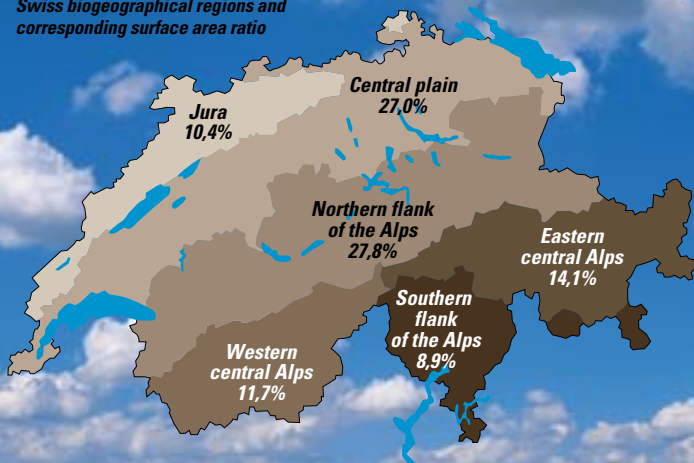 Swiss biogeographical regions and
corresponding surface area ratio
Central plain
27,0%
Jura
10,4%
Northern flank
of the Alps
27,8%
Eastern
central Alps
14,1%
Southern
flank
of the Alps
8,9%
Western
central Alps
11,7%